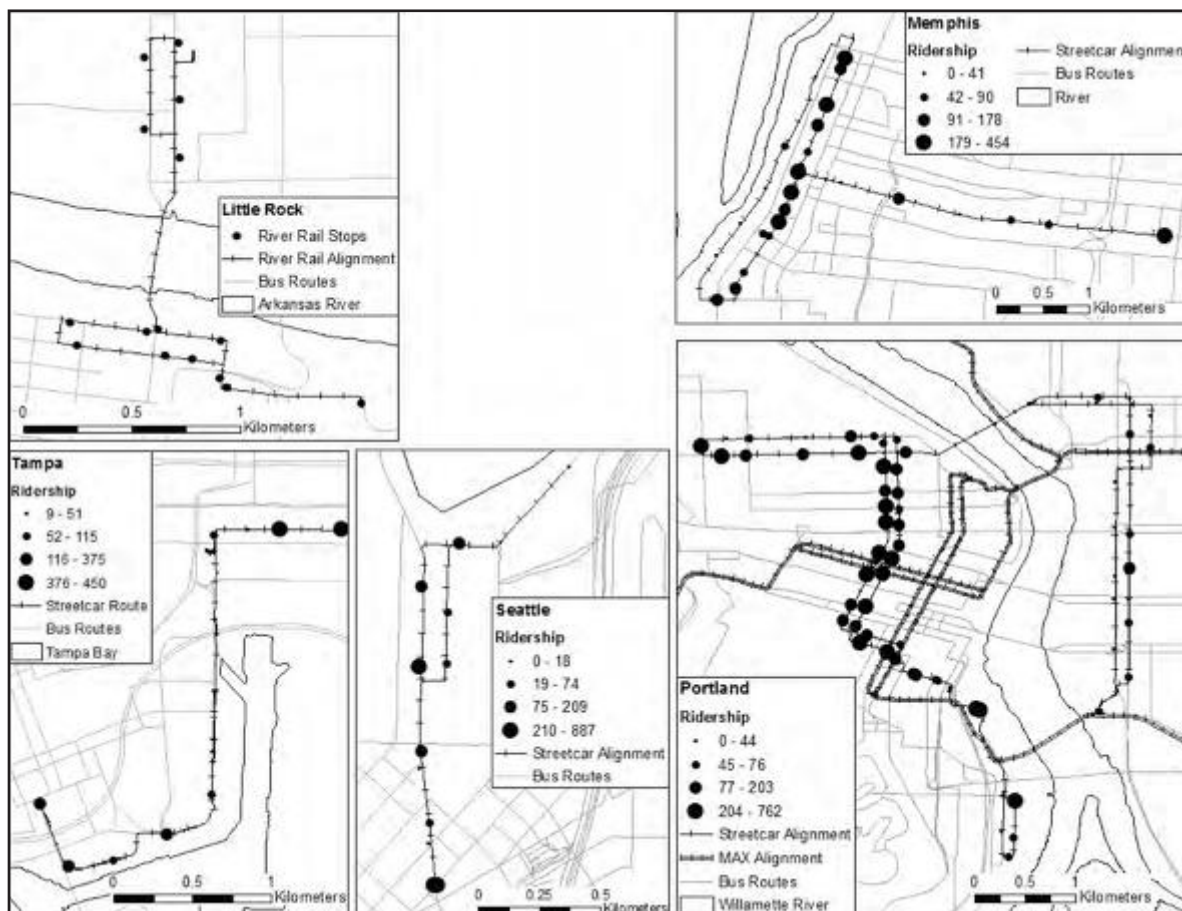 Little Rock
River Rail Stops
River Rail Alignment
Bus Routes
Arkansas River
0 0.5 1
Kilometers
Memphis
Ridership
0 - 41
42 - 90
91 - 178
179 - 454
Streetcar Alignment
Bus Routes
River
0 0.5 1
Kilometers
Tampa
Ridership
9 - 51
52 - 115
116 - 375
376 - 450
Streetcar Route
Bus Routes
Tampa Bay
0 0.5 1
Kilometers
Seattle
Ridership
0 - 18
19 - 74
75 - 209
210 - 887
Streetcar Alignment
Bus Routes
0 0.25 0.5
Kilometers
Portland
Ridership
0 - 44
45 - 76
77 - 203
204 - 762
Streetcar Alignment
MAX Alignment
Bus Routes
Willamette River
0 0.5 1
Kilometers